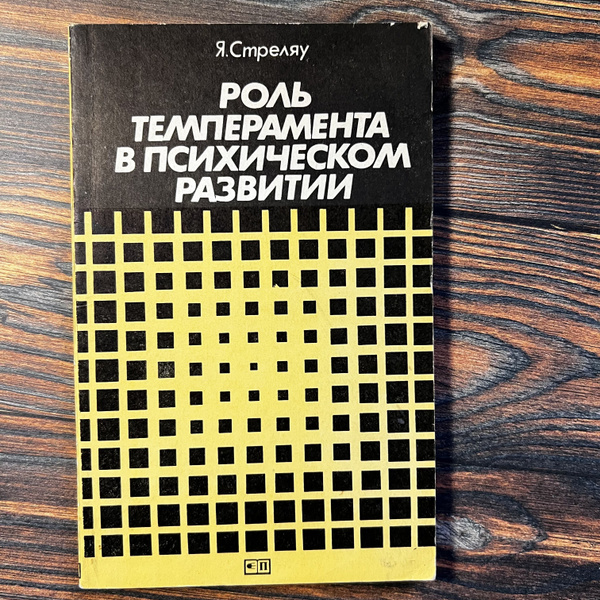 Я.Стреляу
РОЛЬ
ТЕМПЕРАМЕНТА
В ПСИХИЧЕСКОМ
РАЗВИТИИ